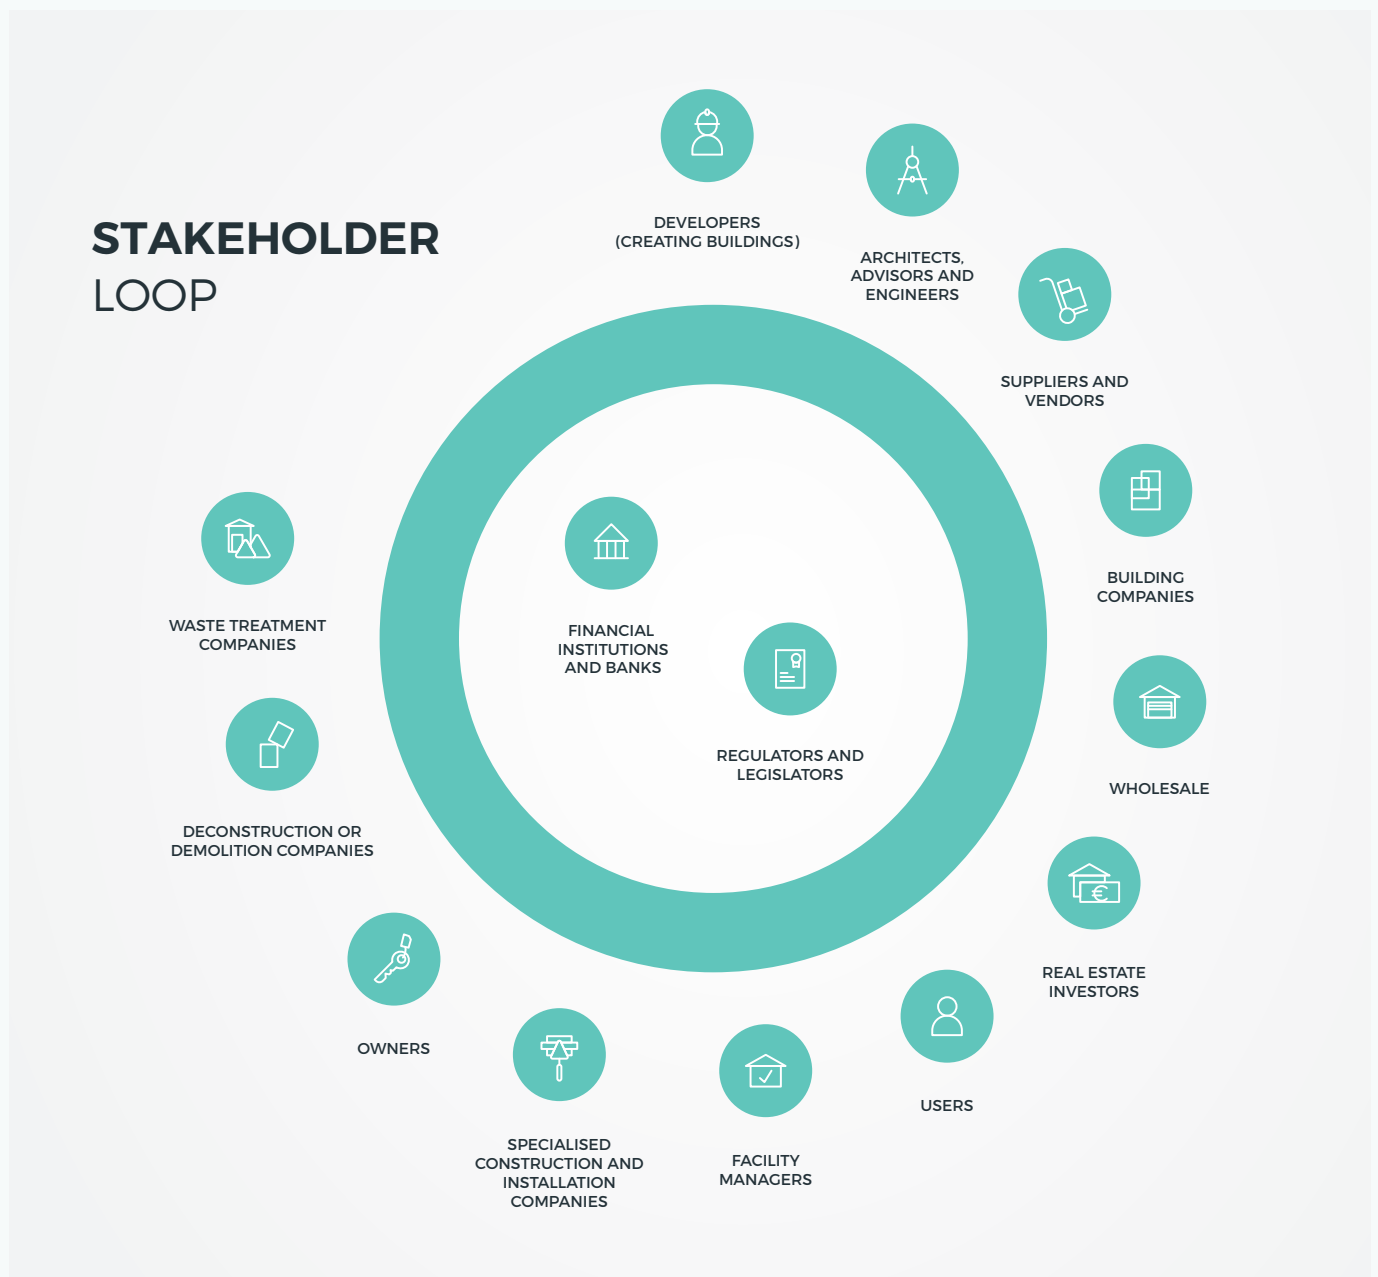 STAKEHOLDER
LOOP
DEVELOPERS
(CREATING BUILDINGS)
ARCHITECTS,
ADVISORS AND
ENGINEERS
SUPPLIERS AND
VENDORS
BUILDING
COMPANIES
WHOLESALE
REAL ESTATE
INVESTORS
USERS
FACILITY
MANAGERS
SPECIALISED
CONSTRUCTION AND
INSTALLATION
COMPANIES
OWNERS
DECONSTRUCTION OR
DEMOLITION COMPANIES
WASTE TREATMENT
COMPANIES
FINANCIAL
INSTITUTIONS
AND BANKS
REGULATORS AND
LEGISLATORS
€